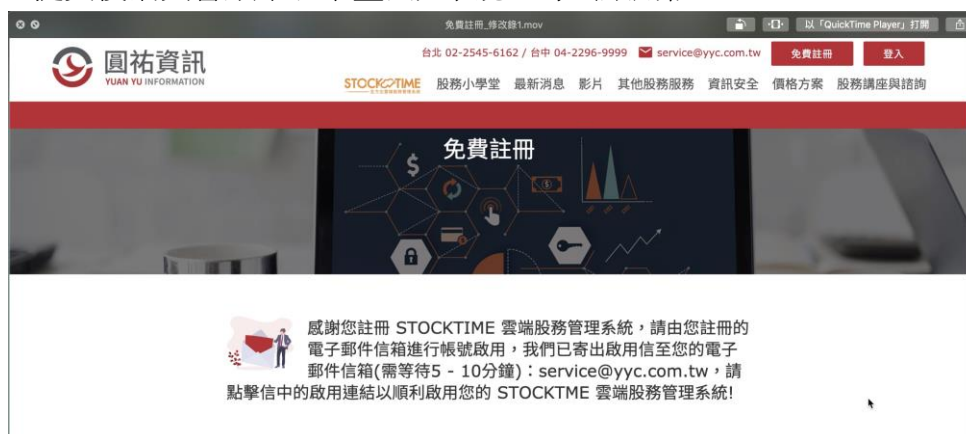 免費註冊_修改錄1.mov
以「QuickTime Player」打開
圓祐資訊
YUAN YU INFORMATION
台北 02-2545-6162 / 台中 04-2296-9999 service@yyc.com.tw 免費註冊 登入
STOCK TIME 股務小學堂 最新消息 影片 其他股務服務 資訊安全 價格方案 股務講座與諮詢
免費註冊
感謝您註冊 STOCKTIME 雲端股務管理系統，請由您註冊的
電子郵件信箱進行帳號啟用，我們已寄出啟用信至您的電子
郵件信箱(需等待5 - 10分鐘)：service@yyc.com.tw，請
點擊信中的啟用連結以順利啟用您的 STOCKTME 雲端股務管理系統!